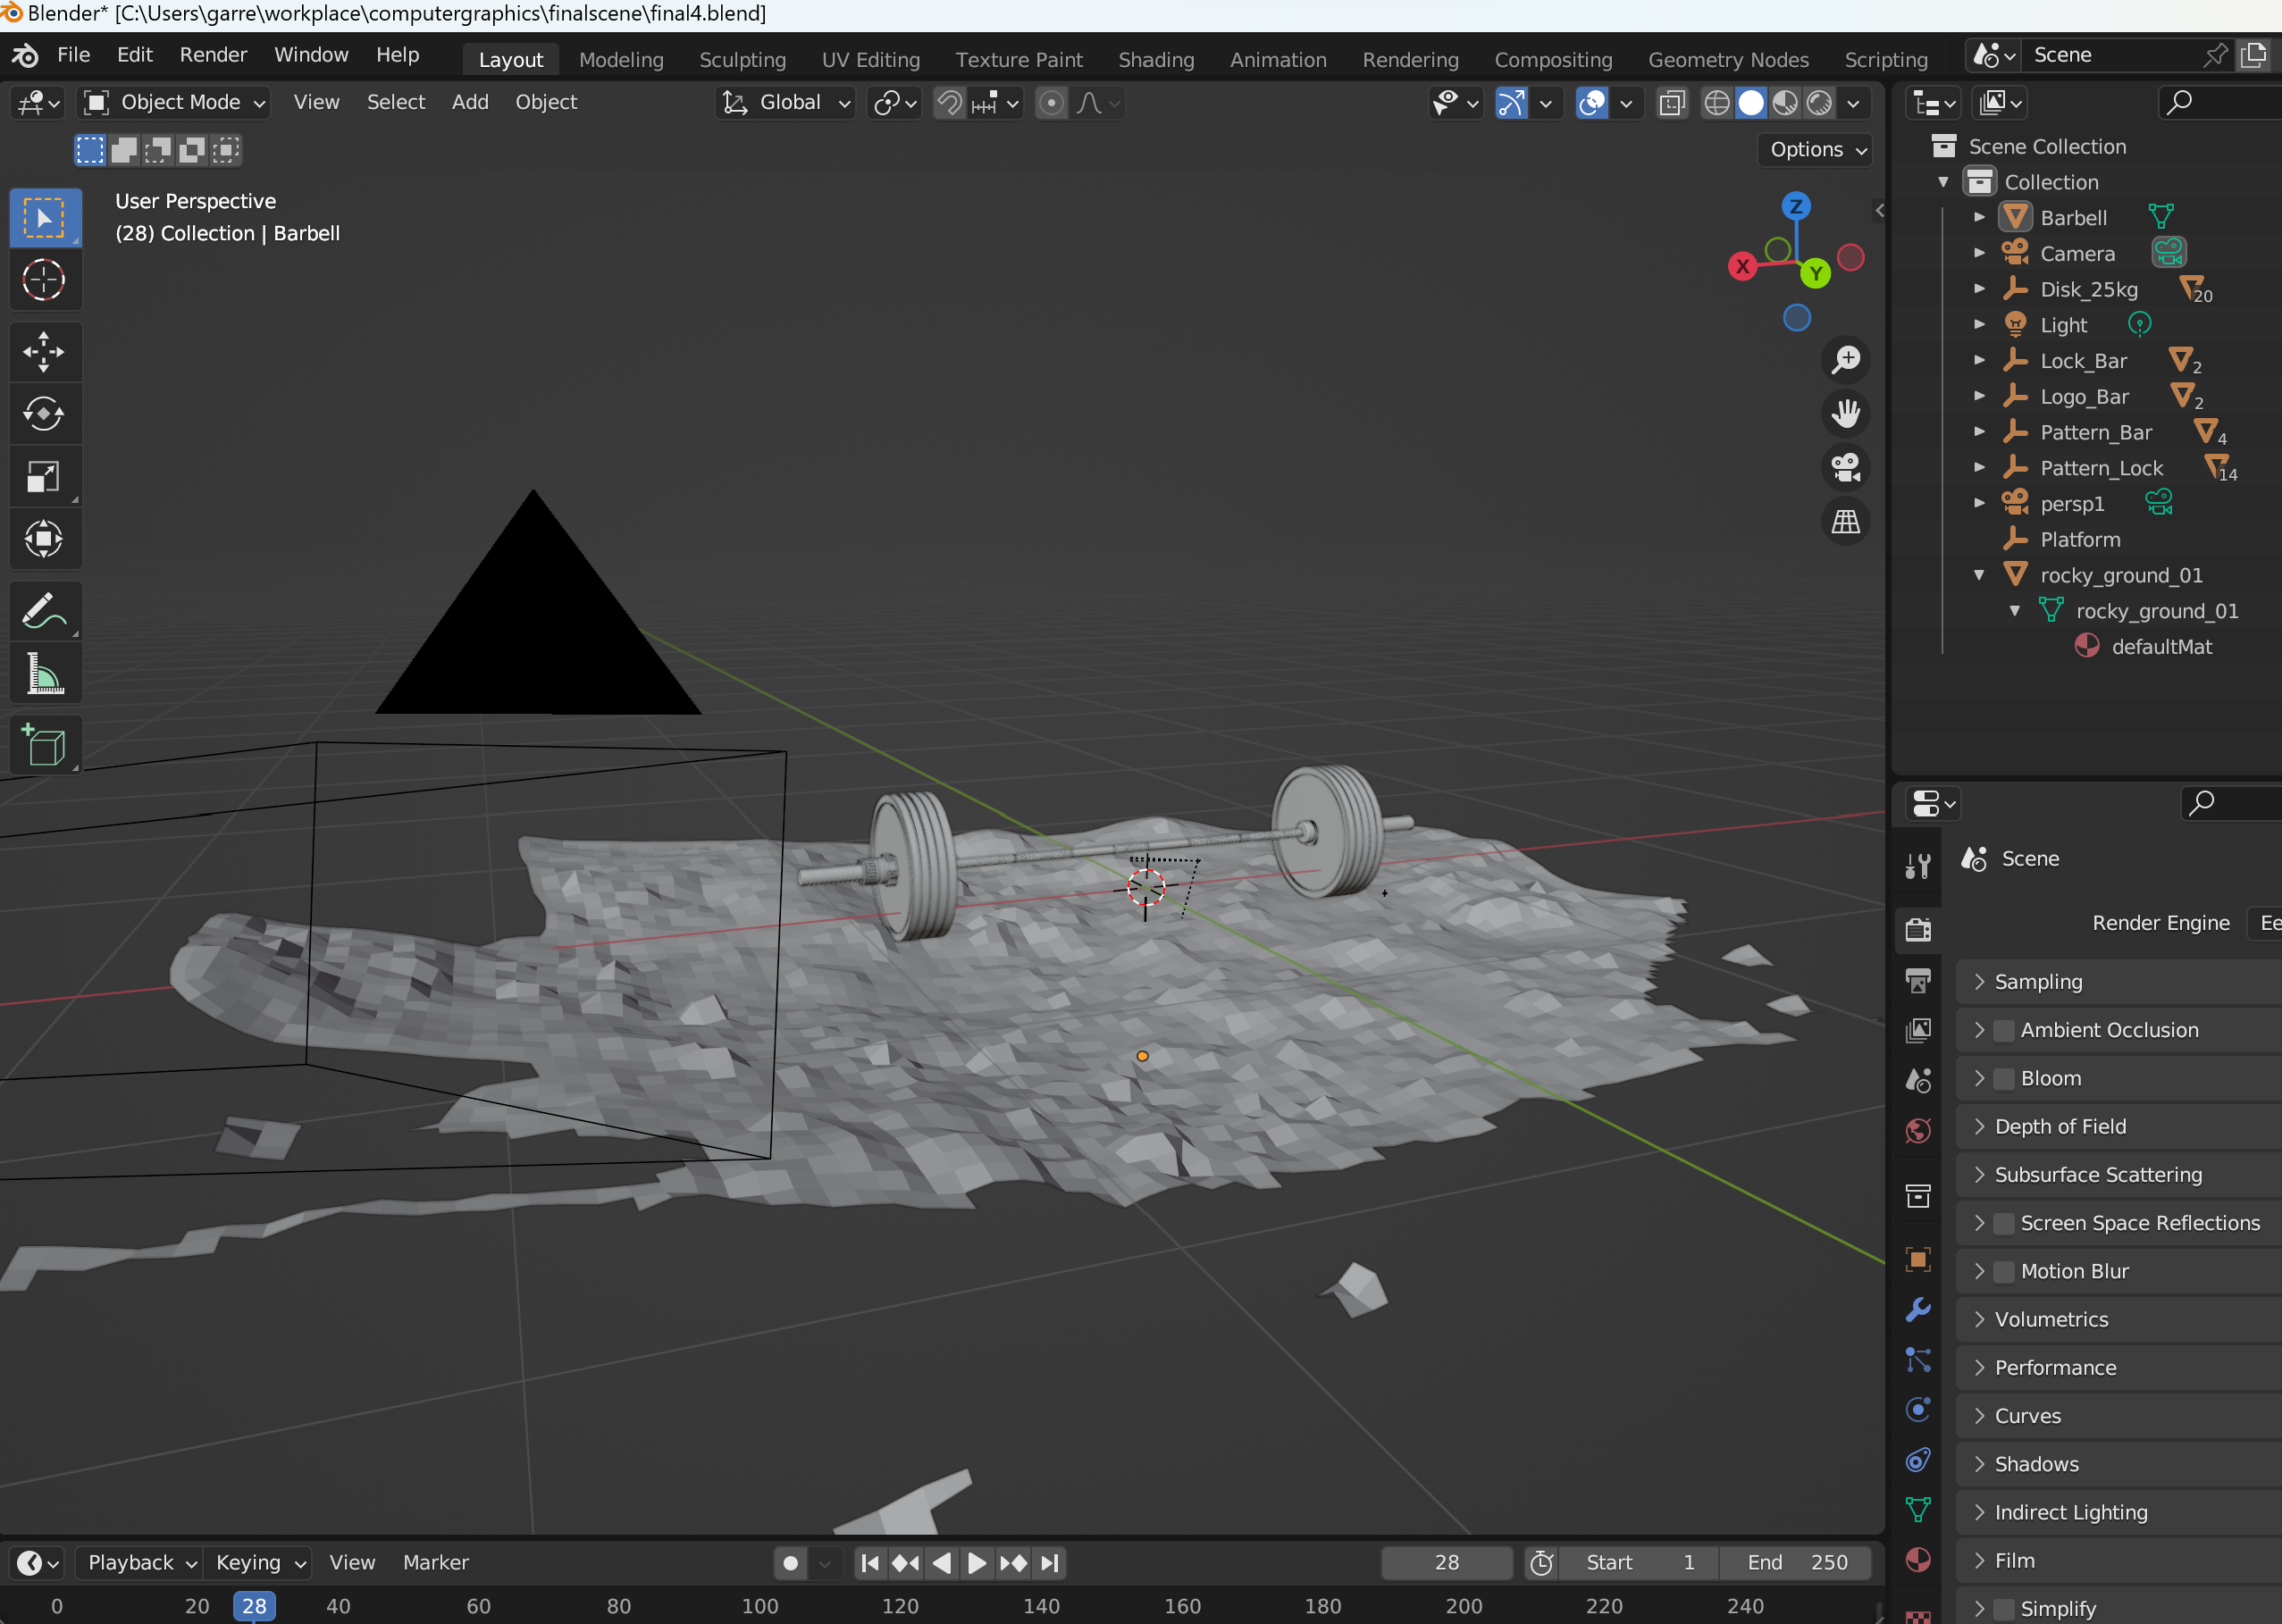 Blender* [C:\Users\garre\workplace\computergraphics\finalscene\final4.blend]
File Edit Render Window Help Layout Modeling Sculpting UV Editing Texture Paint Shading Animation Rendering Compositing Geometry Nodes Scripting Scene
Object Mode View Select Add Object Global
Options
User Perspective
(28) Collection | Barbell
Z
X
Y
Scene Collection
Collection
Barbell
Camera
Disk_25kg 20
Light
Lock_Bar 2
Logo_Bar 2
Pattern_Bar 4
Pattern_Lock 14
persp1
Platform
rocky_ground_01
rocky_ground_01
defaultMat
Scene
Render Engine Ee
Sampling
Ambient Occlusion
Bloom
Depth of Field
Subsurface Scattering
Screen Space Reflections
Motion Blur
Volumetrics
Performance
Curves
Shadows
Indirect Lighting
Film
Simplify
Playback Keying View Marker 28 Start 1 End 250
0 20 28 40 60 80 100 120 140 160 180 200 220 240